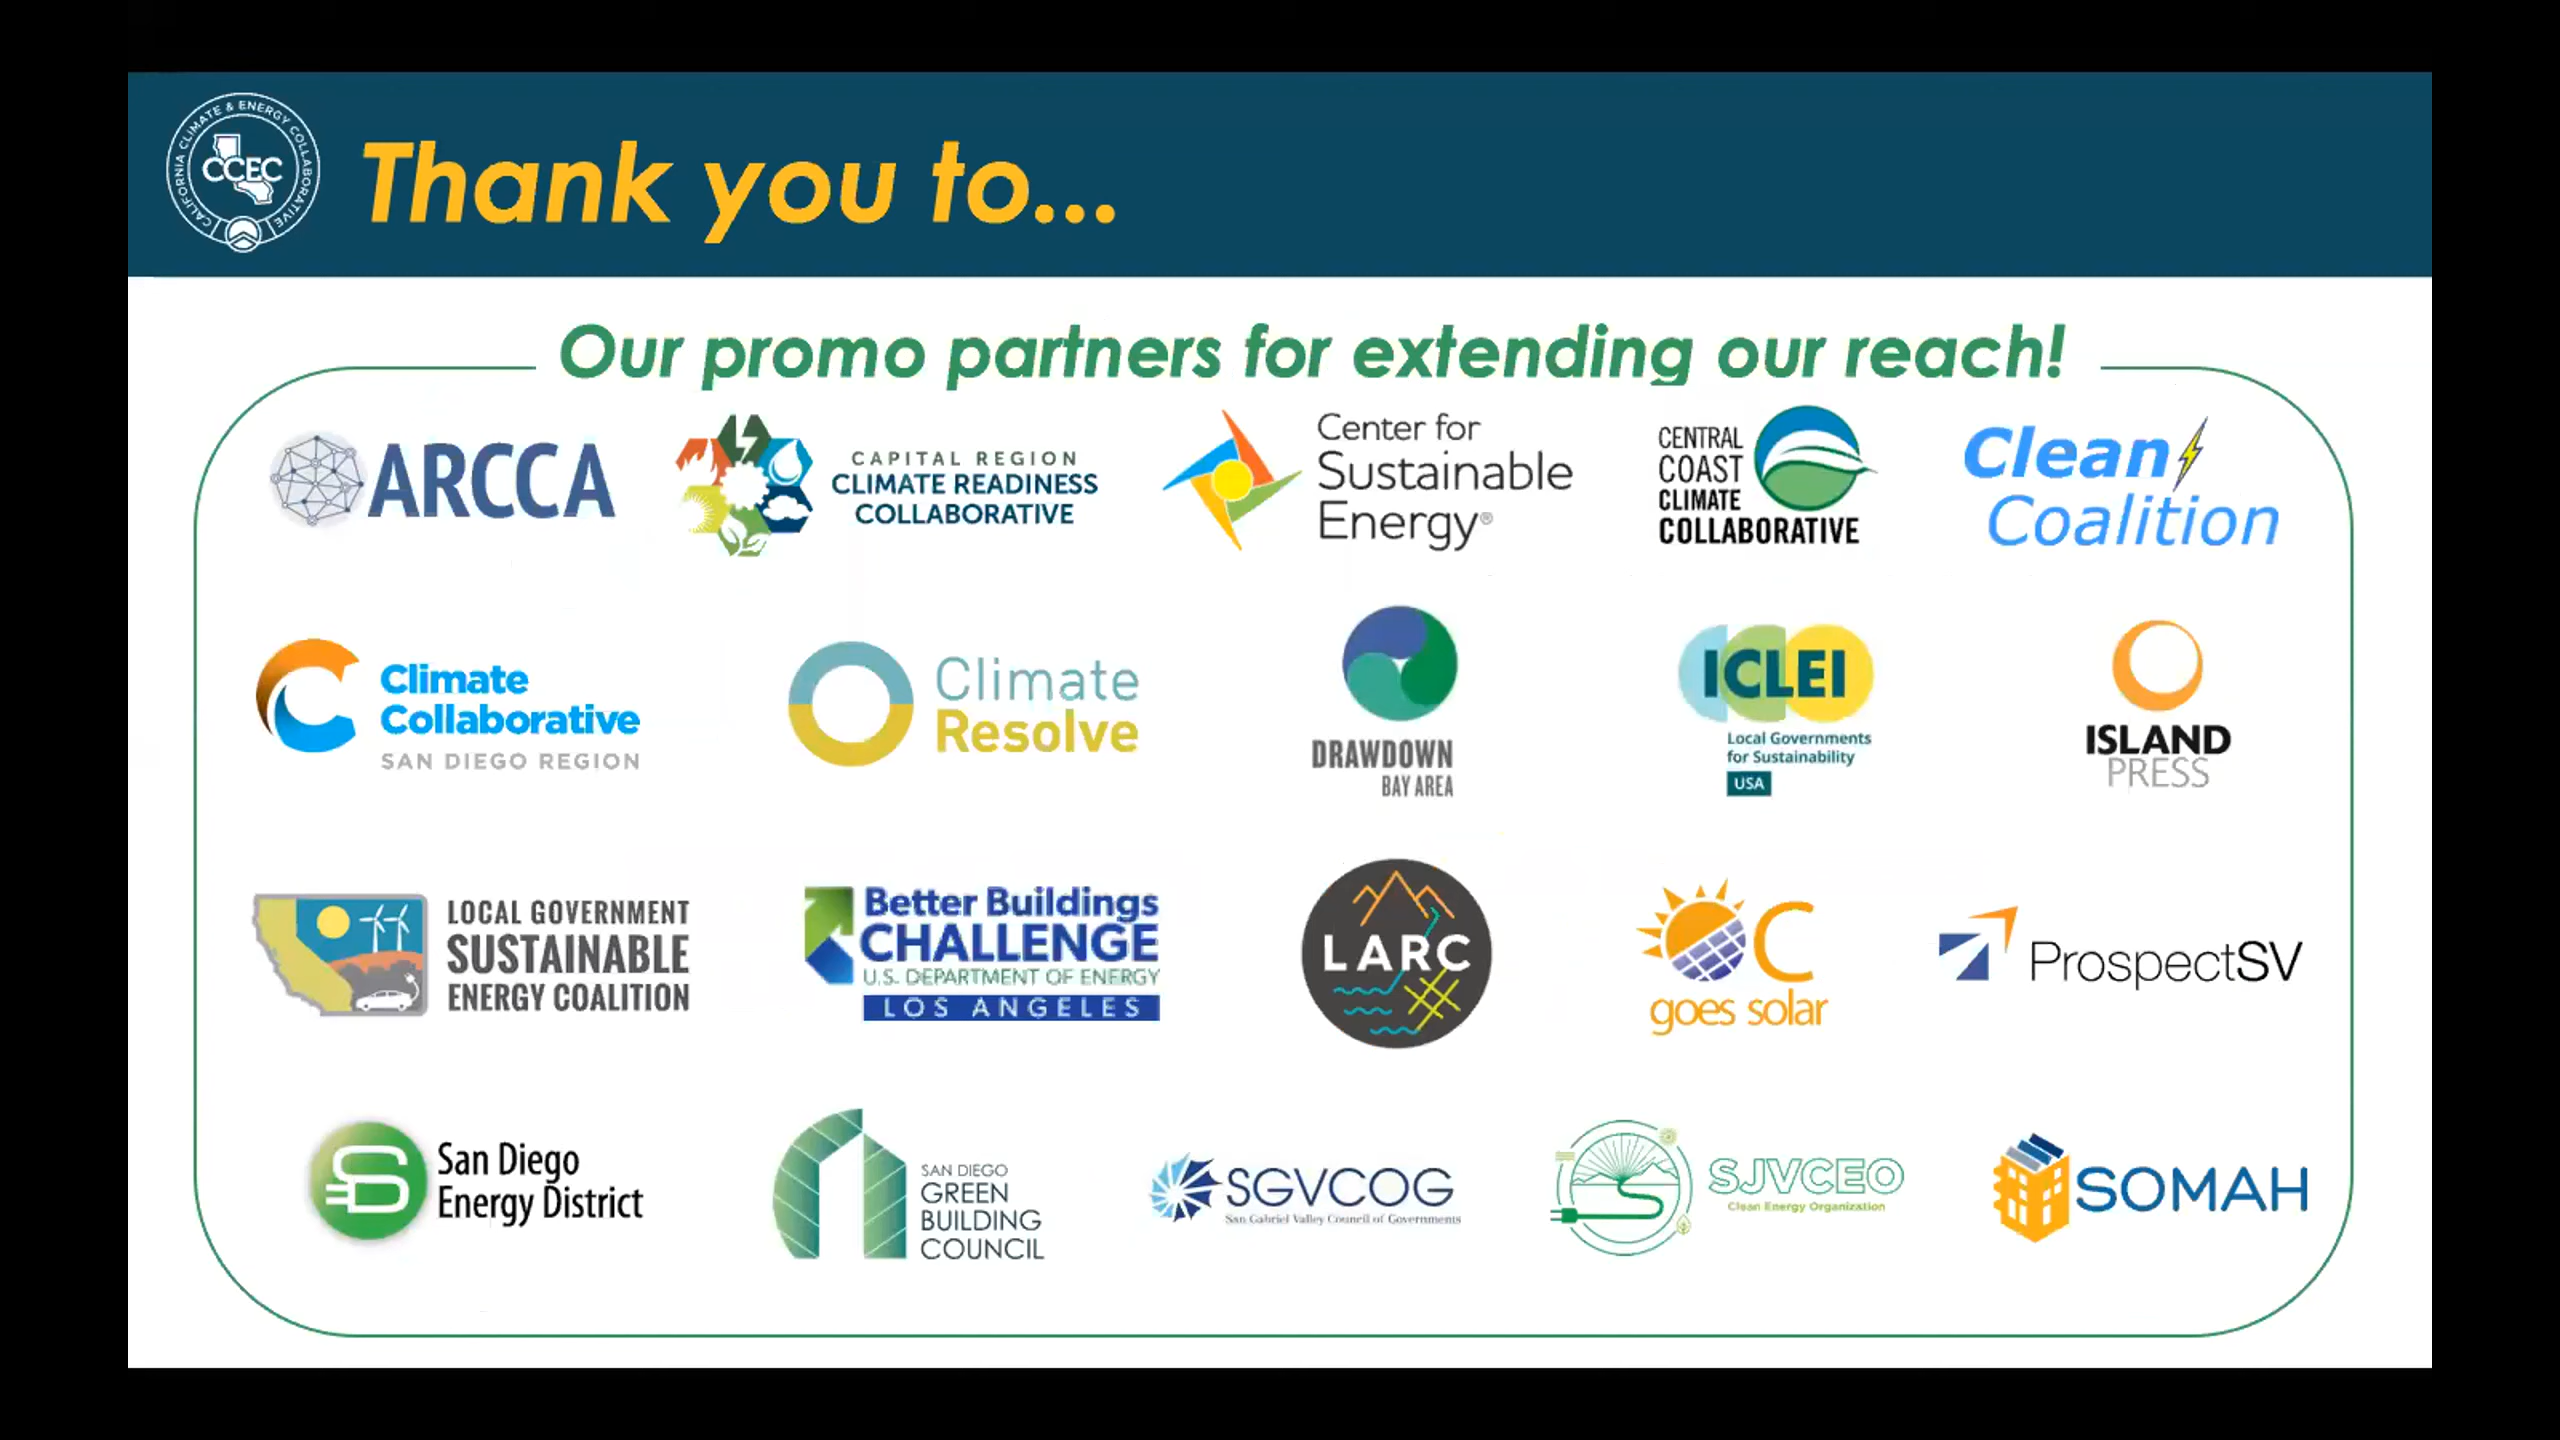 CALIFORNIA CLIMATE & ENERGY COLLABORATIVE
CCEC
Thank you to...
Our promo partners for extending our reach!
ARCCA
CAPITAL REGION
CLIMATE READINESS
COLLABORATIVE
Center for
Sustainable
Energy®
CENTRAL
COAST
CLIMATE
COLLABORATIVE
Clean
Coalition
Climate
Collaborative
SAN DIEGO REGION
Climate
Resolve
DRAWDOWN
BAY AREA
ICLEI
Local Governments
for Sustainability
USA
ISLAND
PRESS
LOCAL GOVERNMENT
SUSTAINABLE
ENERGY COALITION
Better Buildings
CHALLENGE
U.S. DEPARTMENT OF ENERGY
LOS ANGELES
LARC
OC
goes solar
ProspectSV
San Diego
Energy District
SAN DIEGO
GREEN
BUILDING
COUNCIL
SGVCOG
San Gabriel Valley Council of Governments
SJVCEO
Clean Energy Organization
SOMAH